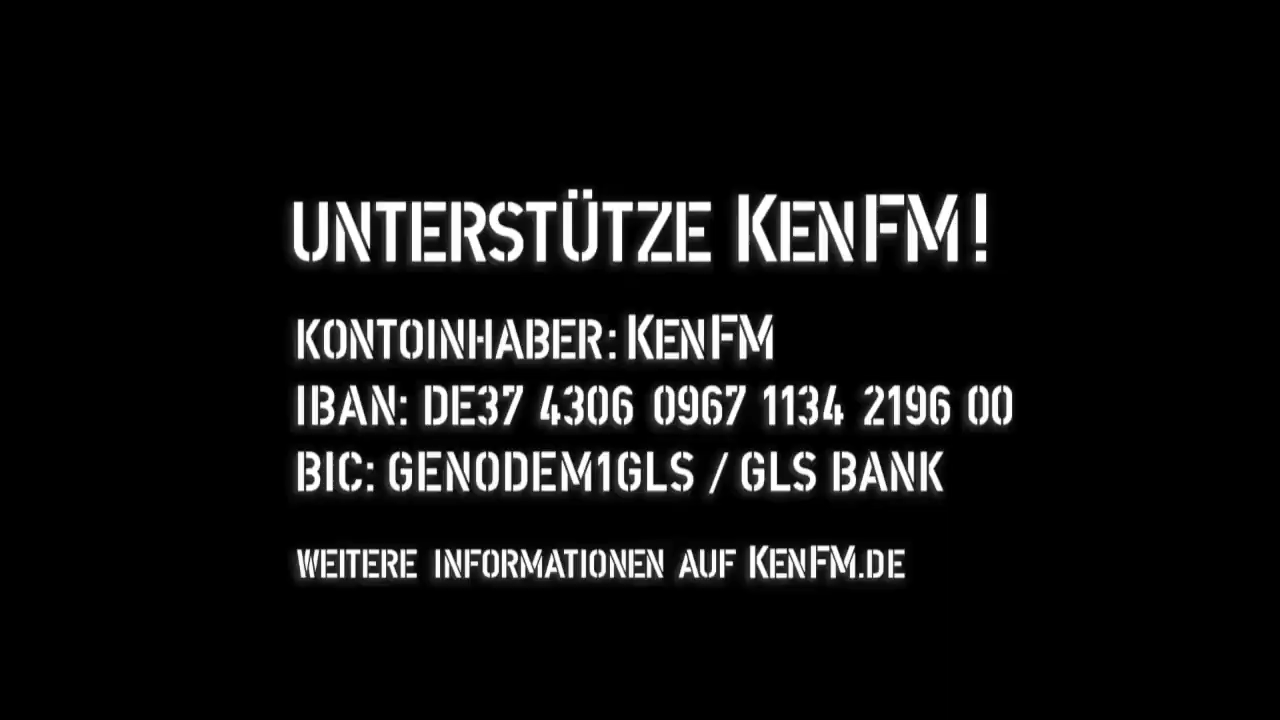 UNTERSTÜTZE KENFM!
KONTOINHABER: KENFM
IBAN: DE37 4306 0967 1134 2196 00
BIC: GENODEM1GLS / GLS BANK
WEITERE INFORMATIONEN AUF KENFM.DE